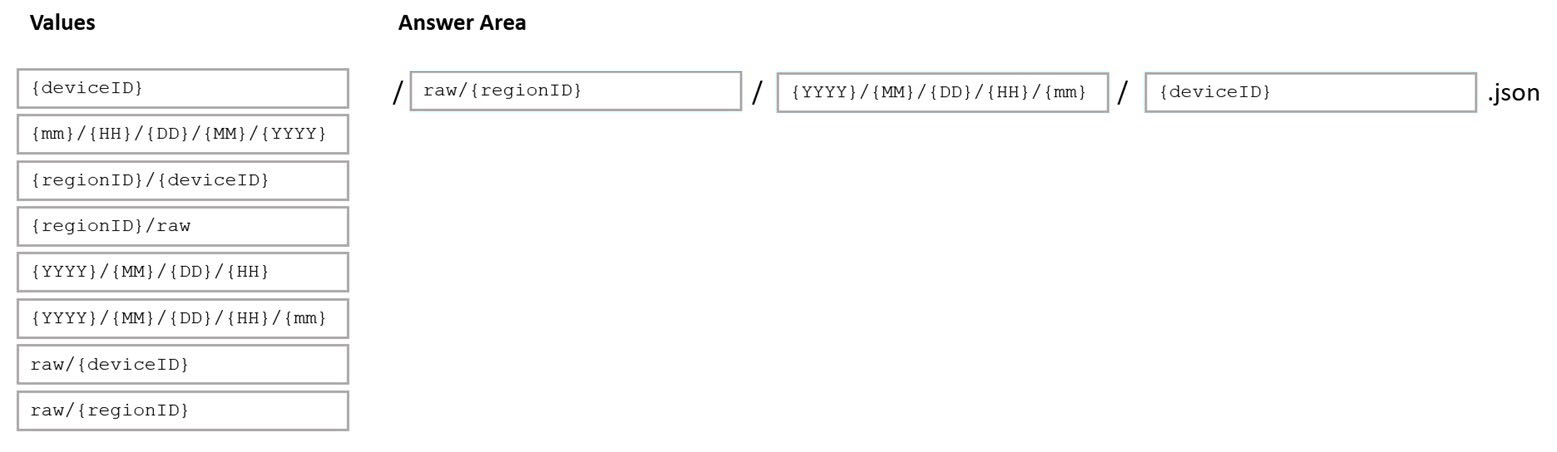 Values
{deviceID}
{mm}/{HH}/{DD}/{MM}/{YYYY}
{regionID}/{deviceID}
{regionID}/raw
{YYYY}/{MM}/{DD}/{HH}
{YYYY}/{MM}/{DD}/{HH}/{mm}
raw/{deviceID}
raw/{regionID}
Answer Area
/ raw/{regionID} / {YYYY}/{MM}/{DD}/{HH}/{mm} / {deviceID} .json